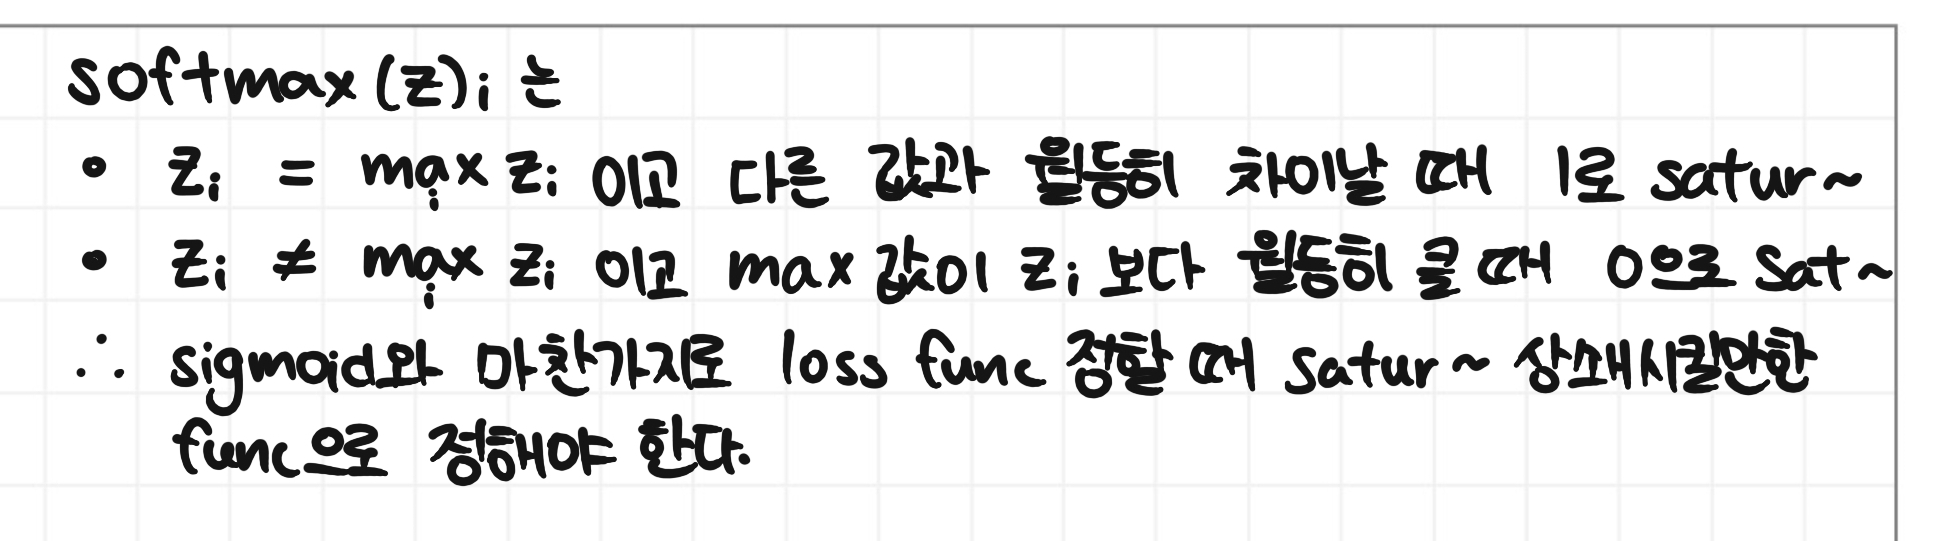 softmax(z)i 는
• zi = maxi zi 이고 다른 값과 월등히 차이날 때 1로 satur~
• zi ≠ maxi zi 이고 max 값이 zi 보다 월등히 클 때 0으로 sat~
∴ sigmoid와 마찬가지로 loss func 정할 때 satur~ 상쇄시킬만한
func으로 정해야 한다.